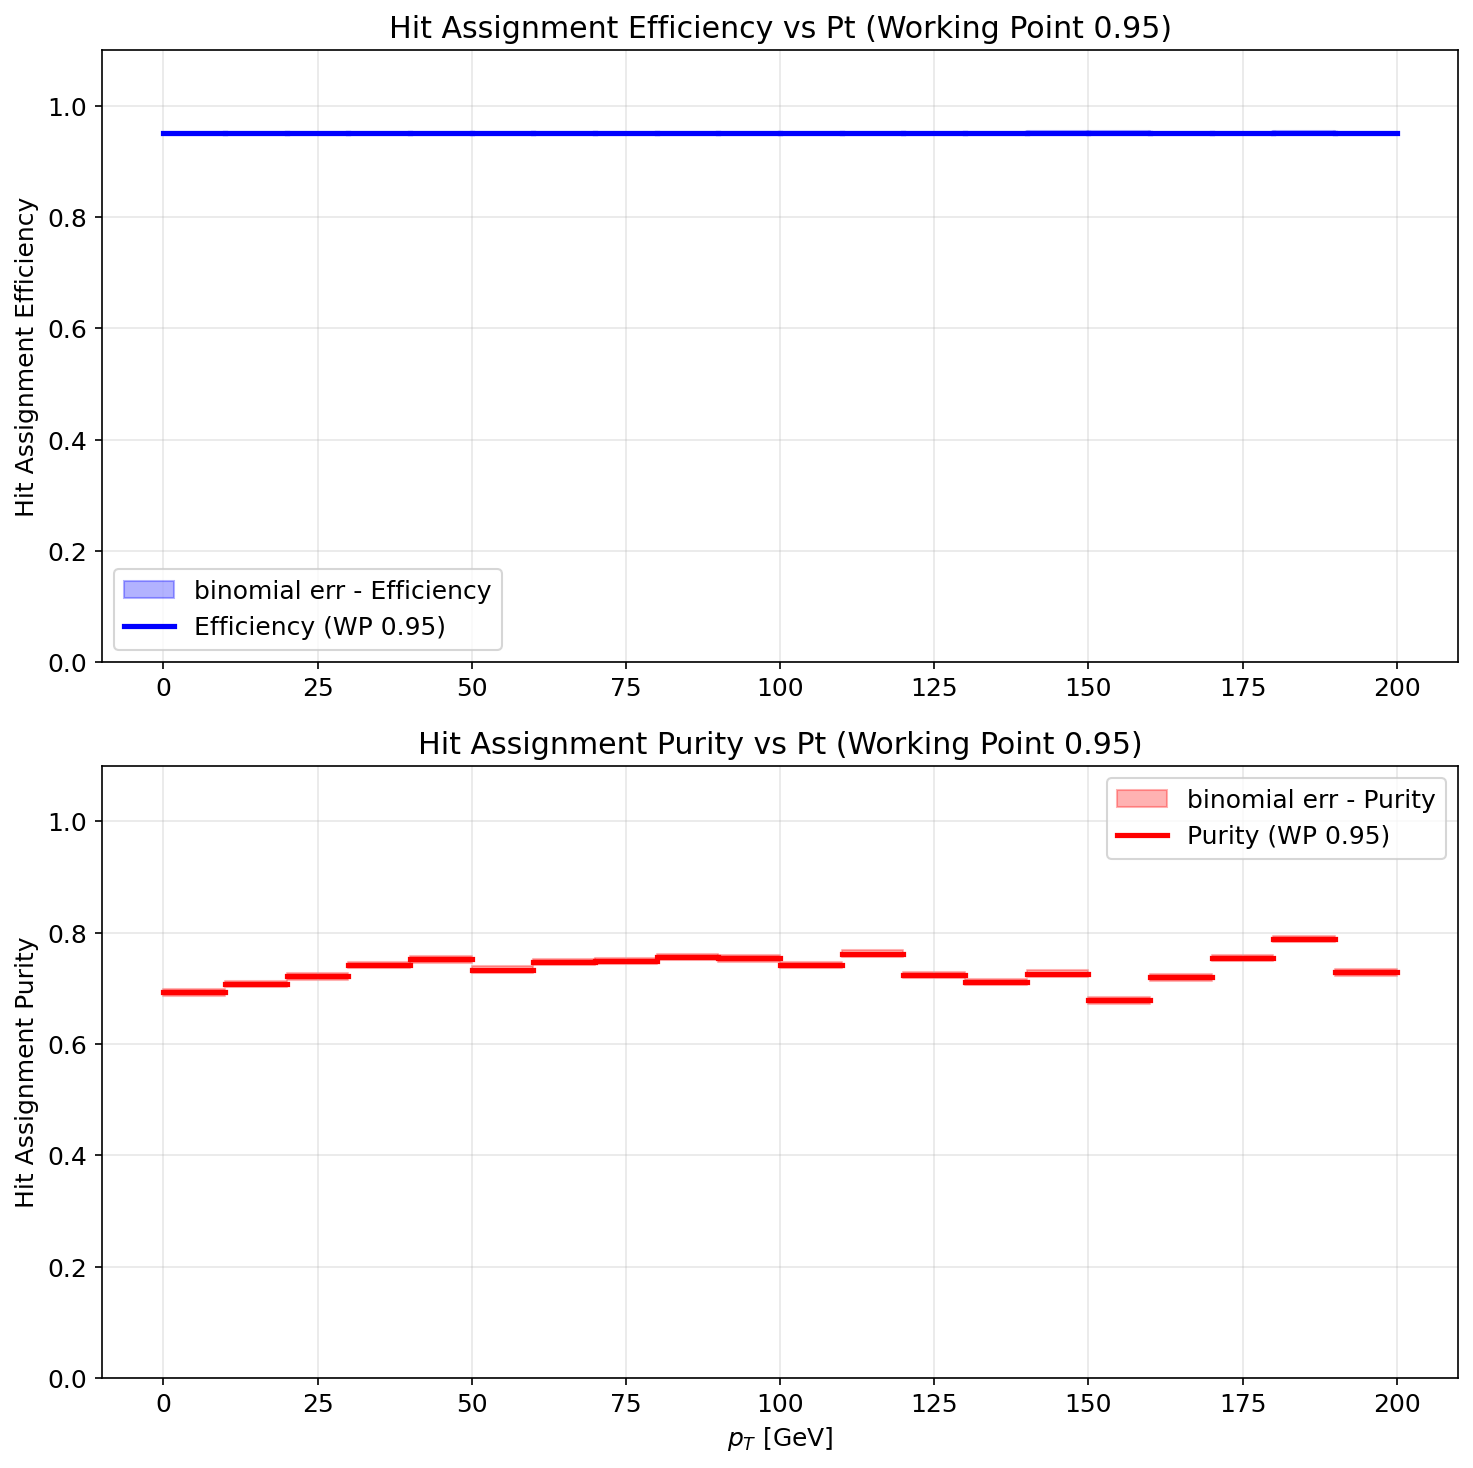 Hit Assignment Efficiency vs Pt (Working Point 0.95)
Hit Assignment Efficiency
1.0
0.8
0.6
0.4
0.2
0.0
binomial err - Efficiency
Efficiency (WP 0.95)
0 25 50 75 100 125 150 175 200
Hit Assignment Purity vs Pt (Working Point 0.95)
Hit Assignment Purity
1.0
0.8
0.6
0.4
0.2
0.0
binomial err - Purity
Purity (WP 0.95)
0 25 50 75 100 125 150 175 200
p_T [GeV]